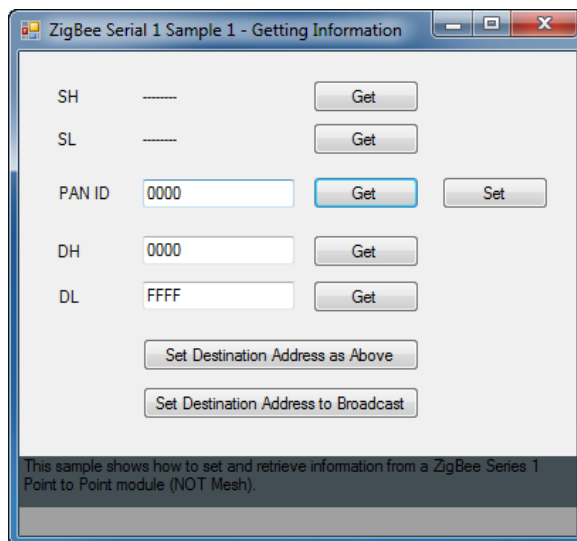 ZigBee Serial 1 Sample 1 - Getting Information
SH -------- Get
SL -------- Get
PAN ID 0000 Get Set
DH 0000 Get
DL FFFF Get
Set Destination Address as Above
Set Destination Address to Broadcast
This sample shows how to set and retrieve information from a ZigBee Series 1
Point to Point module (NOT Mesh).